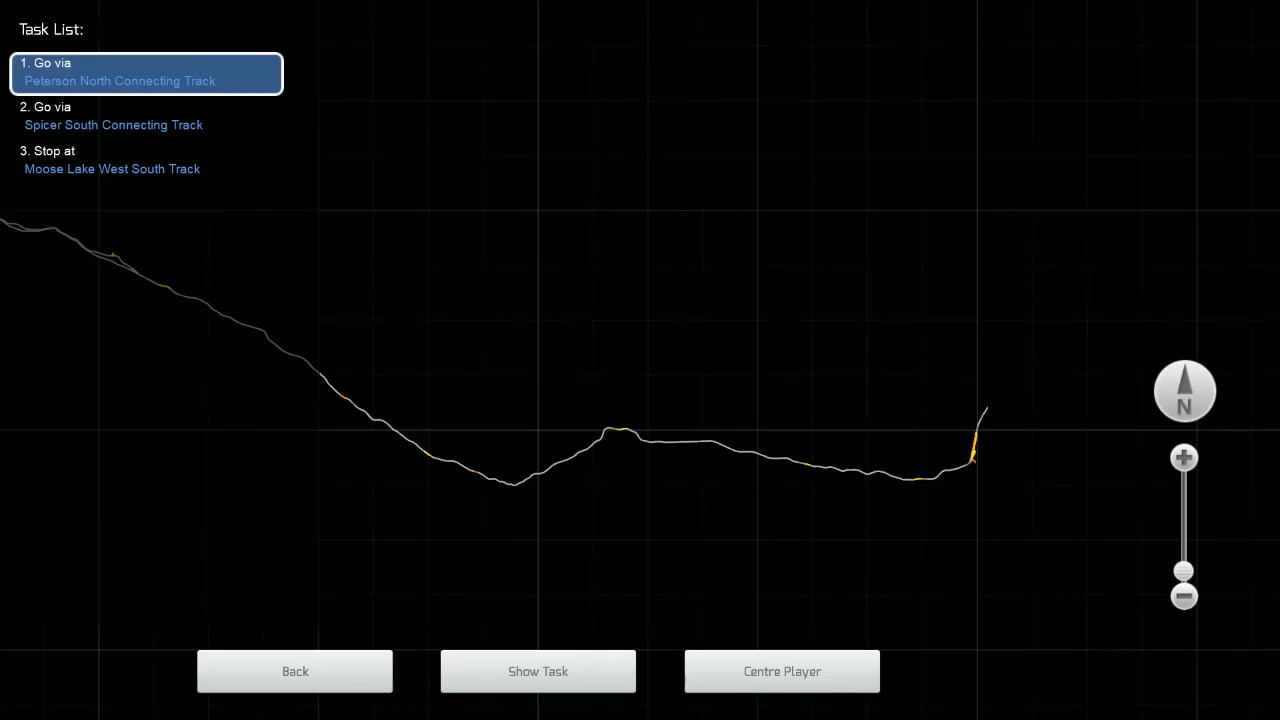 Task List:
1. Go via
Peterson North Connecting Track
2. Go via
Spicer South Connecting Track
3. Stop at
Moose Lake West South Track
N
Back
Show Task
Centre Player